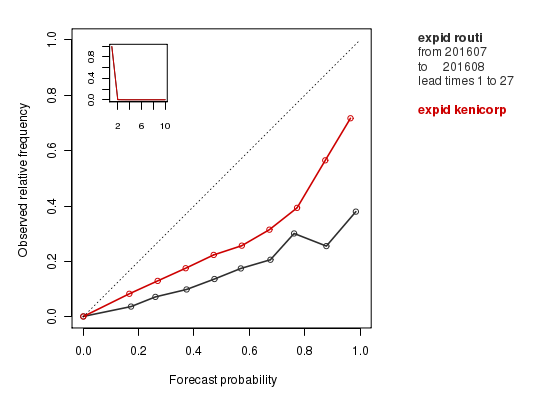 expid routi
from 201607
to 201608
lead times 1 to 27
expid kenicorp
Observed relative frequency
1.0
0.8
0.6
0.4
0.2
0.0
0.8
0.4
0.0
2 6 10
0.0 0.2 0.4 0.6 0.8 1.0
Forecast probability